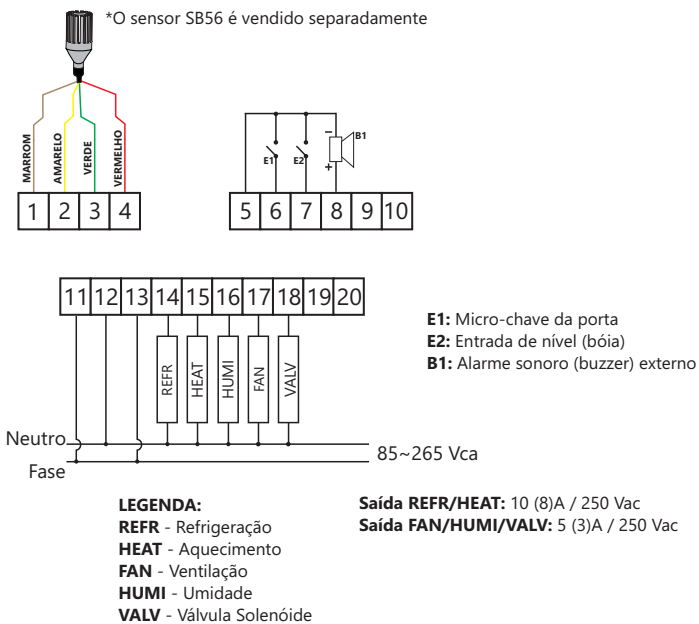 *O sensor SB56 é vendido separadamente
MARROM
AMARELO
VERDE
VERMELHO
1 2 3 4
E1
E2
B1
−
+
5 6 7 8 9 10
11 12 13 14 15 16 17 18 19 20
REFR
HEAT
HUMI
FAN
VALV
E1: Micro-chave da porta
E2: Entrada de nível (bóia)
B1: Alarme sonoro (buzzer) externo
Neutro
Fase
85~265 Vca
LEGENDA:
REFR - Refrigeração
HEAT - Aquecimento
FAN - Ventilação
HUMI - Umidade
VALV - Válvula Solenóide
Saída REFR/HEAT: 10 (8)A / 250 Vac
Saída FAN/HUMI/VALV: 5 (3)A / 250 Vac